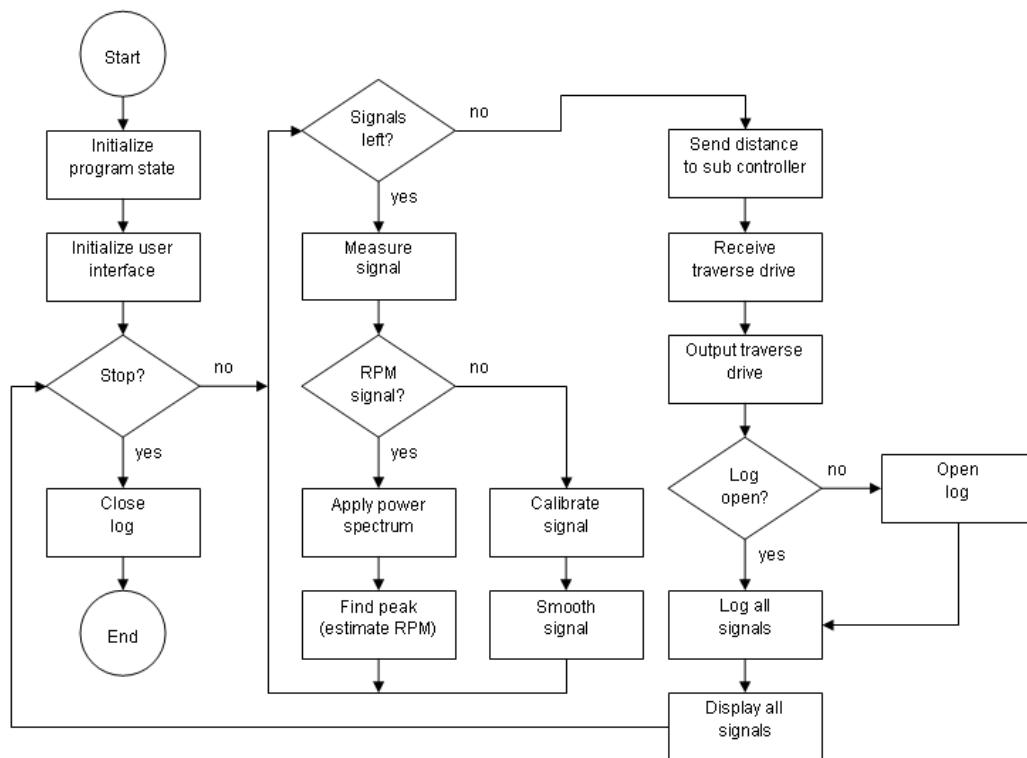 Start
Initialize
program state
Initialize user
interface
Stop?
no
yes
Close
log
End
Signals
left?
no
yes
Measure
signal
RPM
signal?
no
yes
Apply power
spectrum
Find peak
(estimate RPM)
Calibrate
signal
Smooth
signal
Send distance
to sub controller
Receive
traverse drive
Output traverse
drive
Log
open?
no
yes
Open
log
Log all
signals
Display all
signals